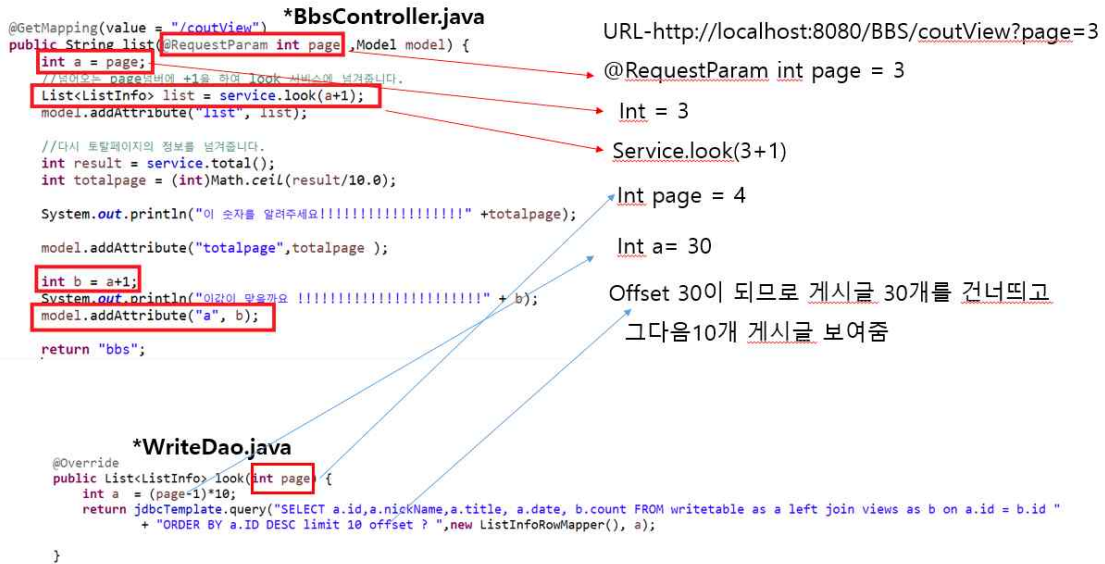 *BbsController.java
@GetMapping(value = "/coutView")
public String list(@RequestParam int page ,Model model) {
int a = page;
//넘어오는 page넘버에 +1을 하여 look 서비스에 넘겨줍니다.
List<ListInfo> list = service.look(a+1);
model.addAttribute("list", list);
//다시 토탈페이지의 정보를 넘겨줍니다.
int result = service.total();
int totalpage = (int)Math.ceil(result/10.0);
System.out.println("이 숫자를 알려주세요!!!!!!!!!!!!!!!!!!!" +totalpage);
model.addAttribute("totalpage",totalpage );
int b = a+1;
System.out.println("이값이 맞을까요 !!!!!!!!!!!!!!!!!!!!!!!!" + b);
model.addAttribute("a", b);
return "bbs";
URL-http://localhost:8080/BBS/coutView?page=3
@RequestParam int page = 3
Int = 3
Service.look(3+1)
Int page = 4
Int a= 30
Offset 30이 되므로 게시글 30개를 건너띄고
그다음10개 게시글 보여줌
*WriteDao.java
@Override
public List<ListInfo> look(int page) {
int a  = (page-1)*10;
return jdbcTemplate.query("SELECT a.id,a.nickName,a.title, a.date, b.count FROM writetable as a left join views as b on a.id = b.id "
+ "ORDER BY a.ID DESC limit 10 offset ? ",new ListInfoRowMapper(), a);
}